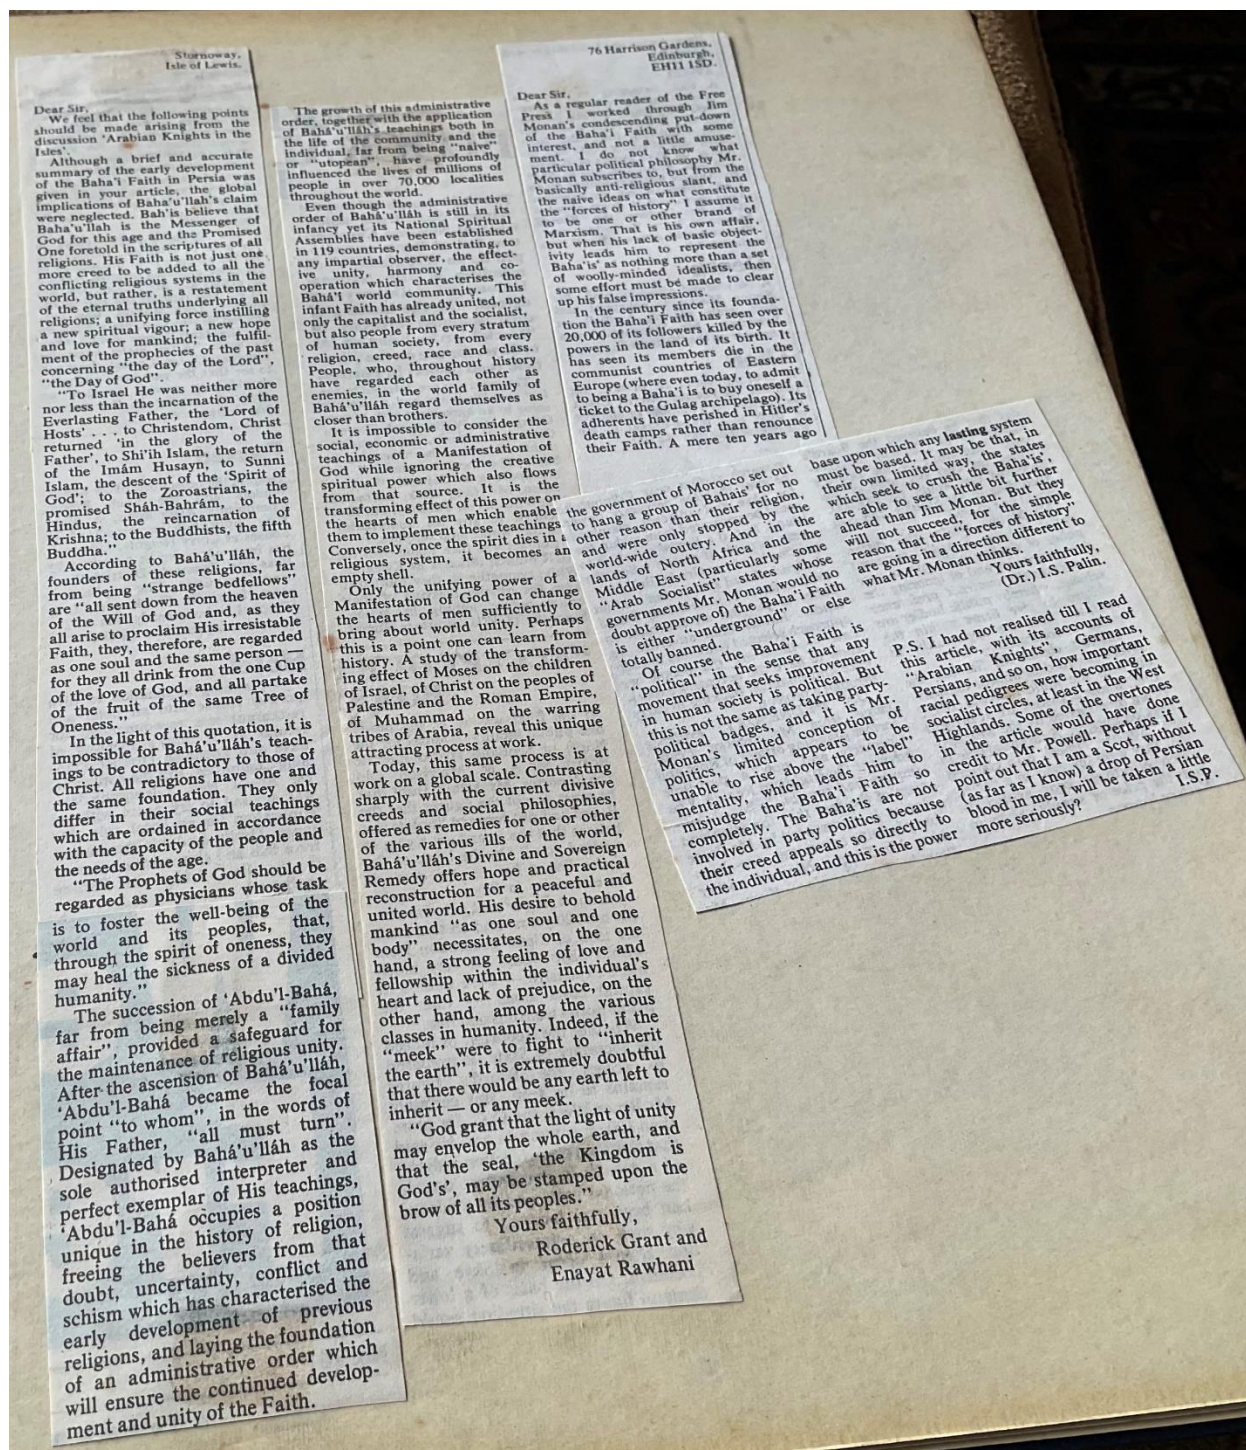 Stornoway,
Isle of Lewis.
Dear Sir,
We feel that the following points
should be made arising from the
discussion 'Arabian Knights in the
Isles'.
Although a brief and accurate
summary of the early development
of the Baha'i Faith in Persia was
given in your article, the global
implications of Baha'u'llah's claim
were neglected. Bah'is believe that
Baha'u'llah is the Messenger of
God for this age and the Promised
One foretold in the scriptures of all
religions. His Faith is not just one
more creed to be added to all the
conflicting religious systems in the
world, but rather, is a restatement
of the eternal truths underlying all
religions; a unifying force instilling
a new spiritual vigour; a new hope
and love for mankind; the fulfil-
ment of the prophecies of the past
concerning "the day of the Lord",
"the Day of God".
"To Israel He was neither more
nor less than the incarnation of the
Everlasting Father, the 'Lord of
Hosts' . . . to Christendom, Christ
returned 'in the glory of the
Father', to Shi'ih Islam, the return
of the Imám Husayn, to Sunni
Islam, the descent of the 'Spirit of
God'; to the Zoroastrians, the
promised Sháh-Bahrám, to the
Hindus, the reincarnation of
Krishna; to the Buddhists, the fifth
Buddha."
According to Bahá'u'lláh, the
founders of these religions, far
from being "strange bedfellows"
are "all sent down from the heaven
of the Will of God and, as they
all arise to proclaim His irresistable
Faith, they, therefore, are regarded
as one soul and the same person —
for they all drink from the one Cup
of the love of God, and all partake
of the fruit of the same Tree of
Oneness."
In the light of this quotation, it is
impossible for Bahá'u'lláh's teach-
ings to be contradictory to those of
Christ. All religions have one and
the same foundation. They only
differ in their social teachings
which are ordained in accordance
with the capacity of the people and
the needs of the age.
"The Prophets of God should be
regarded as physicians whose task
is to foster the well-being of the
world and its peoples, that,
through the spirit of oneness, they
may heal the sickness of a divided
humanity."
The succession of 'Abdu'l-Bahá,
far from being merely a "family
affair", provided a safeguard for
the maintenance of religious unity.
After the ascension of Bahá'u'lláh,
'Abdu'l-Bahá became the focal
point "to whom", in the words of
His Father, "all must turn".
Designated by Bahá'u'lláh as the
sole authorised interpreter and
perfect exemplar of His teachings,
'Abdu'l-Bahá occupies a position
unique in the history of religion,
freeing the believers from that
doubt, uncertainty, conflict and
schism which has characterised the
early development of previous
religions, and laying the foundation
of an administrative order which
will ensure the continued develop-
ment and unity of the Faith.
The growth of this administrative
order, together with the application
of Bahá'u'lláh's teachings both in
the life of the community and the
individual, far from being "naive"
or "utopean", have profoundly
influenced the lives of millions of
people in over 70,000 localities
throughout the world.
Even though the administrative
order of Bahá'u'lláh is still in its
infancy yet its National Spiritual
Assemblies have been established
in 119 countries, demonstrating, to
any impartial observer, the effect-
ive unity, harmony and co-
operation which characterises the
Bahá'í world community. This
infant Faith has already united, not
only the capitalist and the socialist,
but also people from every stratum
of human society, from every
religion, creed, race and class.
People, who, throughout history
have regarded each other as
enemies, in the world family of
Bahá'u'lláh regard themselves as
closer than brothers.
It is impossible to consider the
social, economic or administrative
teachings of a Manifestation of
God while ignoring the creative
spiritual power which also flows
from that source. It is the
transforming effect of this power on
the hearts of men which enable
them to implement these teachings
Conversely, once the spirit dies in a
religious system, it becomes an
empty shell.
Only the unifying power of a
Manifestation of God can change
the hearts of men sufficiently to
bring about world unity. Perhaps
this is a point one can learn from
history. A study of the transform-
ing effect of Moses on the children
of Israel, of Christ on the peoples of
Palestine and the Roman Empire,
of Muhammad on the warring
tribes of Arabia, reveal this unique
attracting process at work.
Today, this same process is at
work on a global scale. Contrasting
sharply with the current divisive
creeds and social philosophies,
offered as remedies for one or other
of the various ills of the world,
Bahá'u'lláh's Divine and Sovereign
Remedy offers hope and practical
reconstruction for a peaceful and
united world. His desire to behold
mankind "as one soul and one
body" necessitates, on the one
hand, a strong feeling of love and
fellowship within the individual's
heart and lack of prejudice, on the
other hand, among the various
classes in humanity. Indeed, if the
"meek" were to fight to "inherit
the earth", it is extremely doubtful
that there would be any earth left to
inherit — or any meek.
"God grant that the light of unity
may envelop the whole earth, and
that the seal, 'the Kingdom is
God's', may be stamped upon the
brow of all its peoples."
Yours faithfully,
Roderick Grant and
Enayat Rawhani
76 Harrison Gardens,
Edinburgh,
EH11 1SD.
Dear Sir,
As a regular reader of the Free
Press I worked through Jim
Monan's condescending put-down
of the Baha'i Faith with some
interest, and not a little amuse-
ment. I do not know what
particular political philosophy Mr.
Monan subscribes to, but from the
basically anti-religious slant, and
the naive ideas on what constitute
the "forces of history" I assume it
to be one or other brand of
Marxism. That is his own affair,
but when his lack of basic object-
ivity leads him to represent the
Baha'is' as nothing more than a set
of woolly-minded idealists, then
some effort must be made to clear
up his false impressions.
In the century since its founda-
tion the Baha'i Faith has seen over
20,000 of its followers killed by the
powers in the land of its birth. It
has seen its members die in the
communist countries of Eastern
Europe (where even today, to admit
to being a Baha'i is to buy oneself a
ticket to the Gulag archipelago). Its
adherents have perished in Hitler's
death camps rather than renounce
their Faith. A mere ten years ago
the government of Morocco set out
to hang a group of Bahais' for no
other reason than their religion,
and were only stopped by the
world-wide outcry. And in the
lands of North Africa and the
Middle East (particularly some
"Arab Socialist" states whose
governments Mr. Monan would no
doubt approve of) the Baha'i Faith
is either "underground" or else
totally banned.
Of course the Baha'i Faith is
"political" in the sense that any
movement that seeks improvement
in human society is political. But
this is not the same as taking party-
political badges, and it is Mr.
Monan's limited conception of
politics, which appears to be
unable to rise above the "label"
mentality, which leads him to
misjudge the Baha'i Faith so
completely. The Baha'is are not
involved in party politics because
their creed appeals so directly to
the individual, and this is the power
base upon which any lasting system
must be based. It may be that, in
their own limited way, the states
which seek to crush the Baha'is',
are able to see a little bit further
ahead than Jim Monan. But they
will not succeed, for the simple
reason that the "forces of history"
are going in a direction different to
what Mr. Monan thinks.
Yours faithfully,
(Dr.) I.S. Palin.
P.S. I had not realised till I read
this article, with its accounts of
"Arabian Knights", Germans,
Persians, and so on, how important
racial pedigrees were becoming in
socialist circles, at least in the West
Highlands. Some of the overtones
in the article would have done
credit to Mr. Powell. Perhaps if I
point out that I am a Scot, without
(as far as I know) a drop of Persian
blood in me, I will be taken a little
more seriously?
I.S.P.